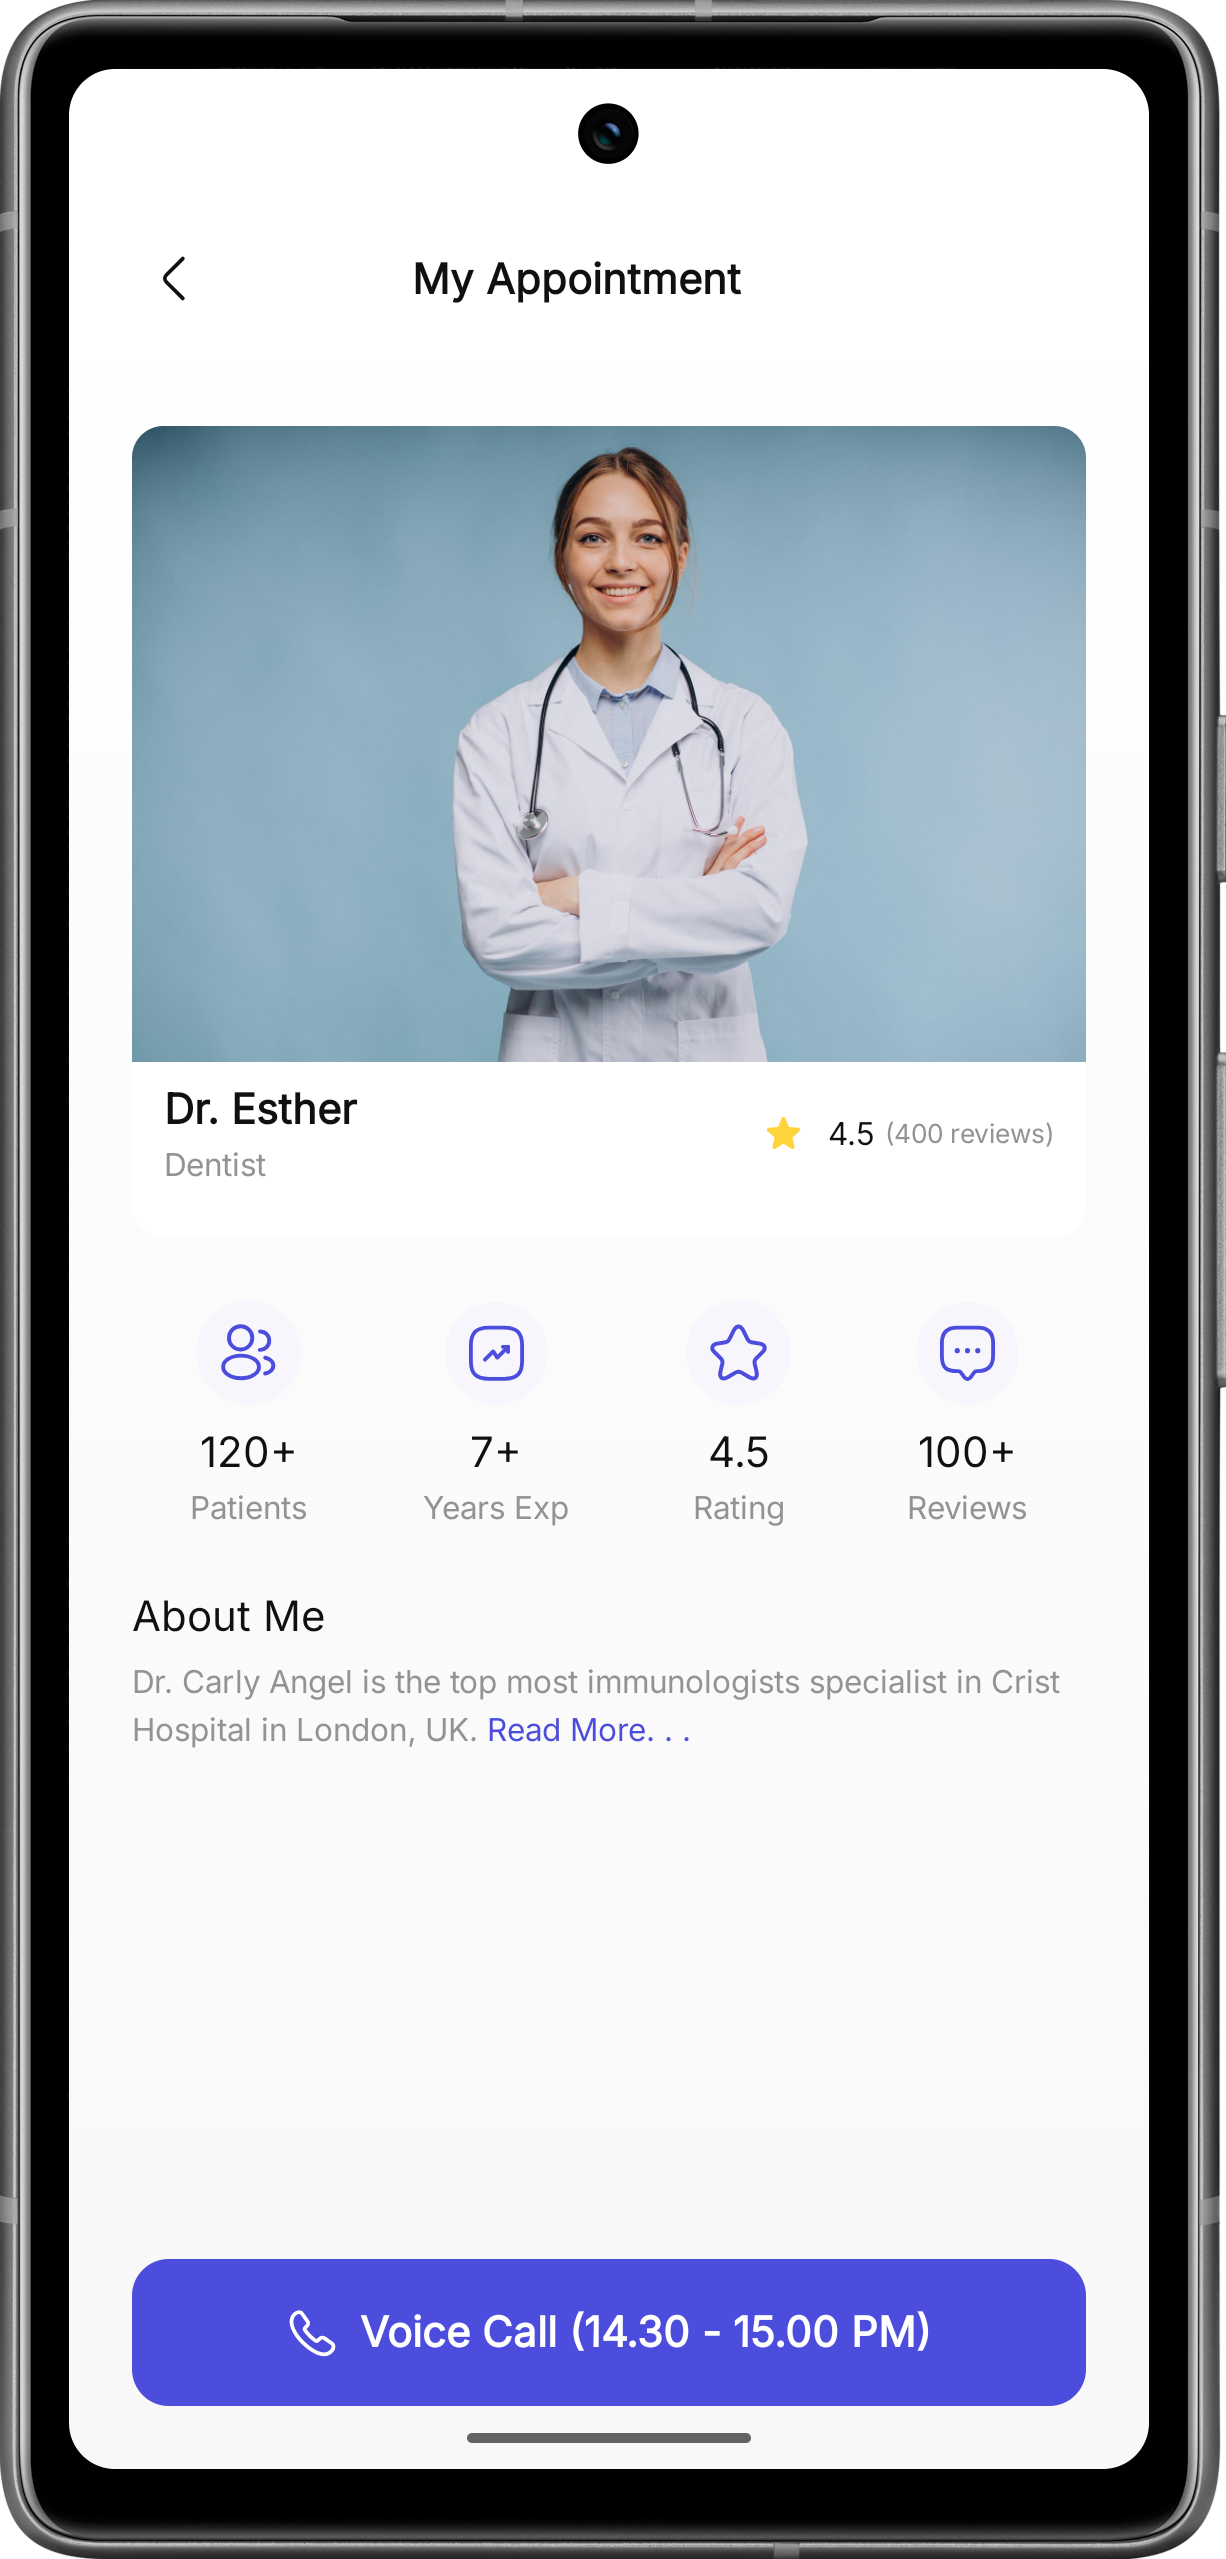 My Appointment
Dr. Esther
Dentist
4.5 (400 reviews)
120+
Patients
7+
Years Exp
4.5
Rating
100+
Reviews
About Me
Dr. Carly Angel is the top most immunologists specialist in Crist
Hospital in London, UK. Read More. . .
Voice Call (14.30 - 15.00 PM)